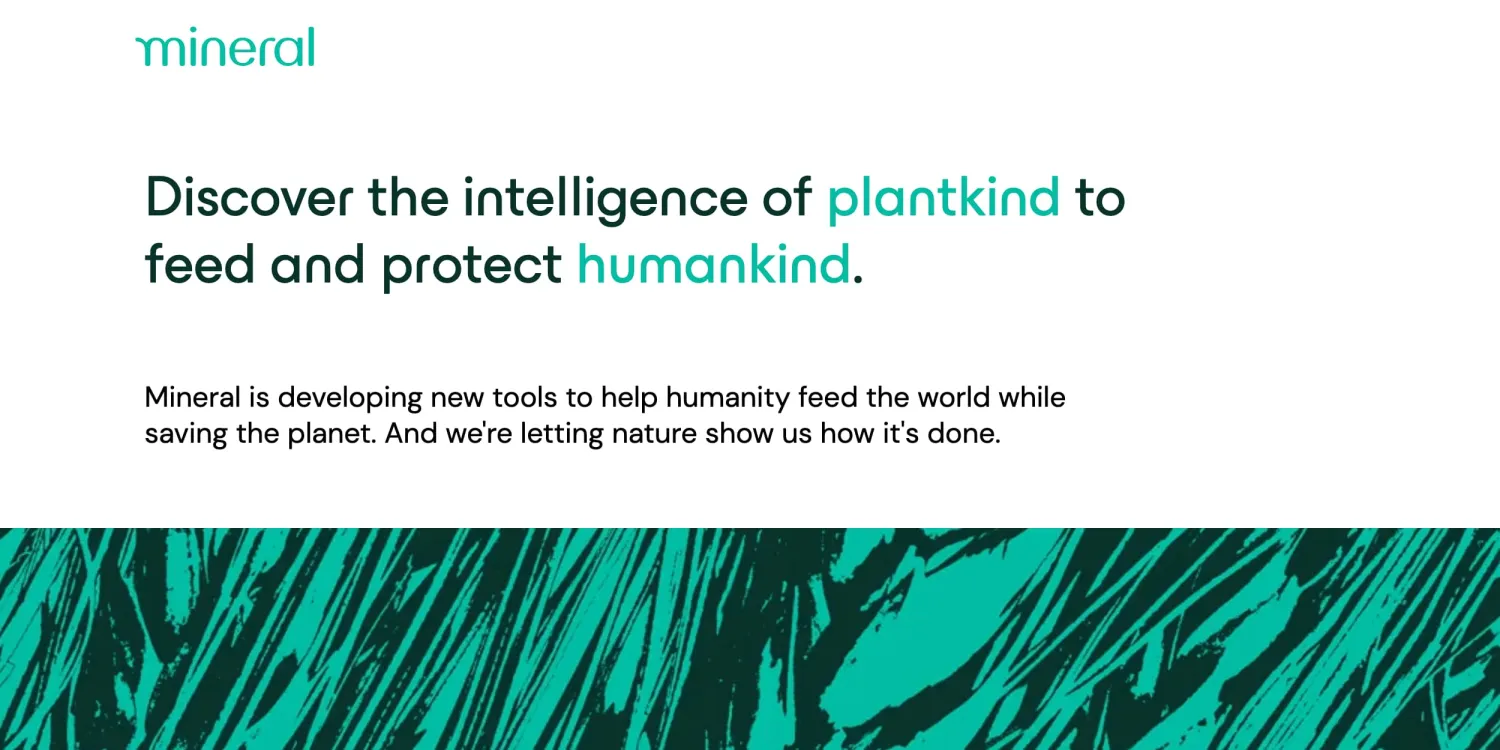 mineral
Discover the intelligence of plantkind to
feed and protect humankind.
Mineral is developing new tools to help humanity feed the world while
saving the planet. And we're letting nature show us how it's done.